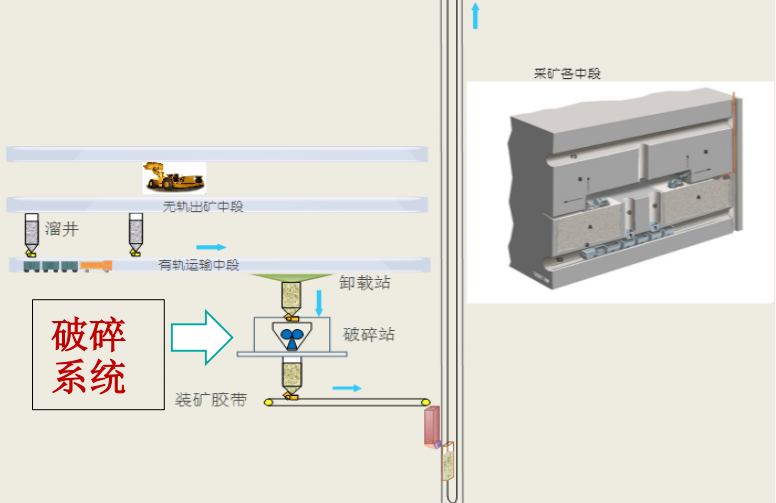 采矿各中段
无轨出矿中段
溜井
有轨运输中段
卸载站
破碎
系统
破碎站
装矿胶带